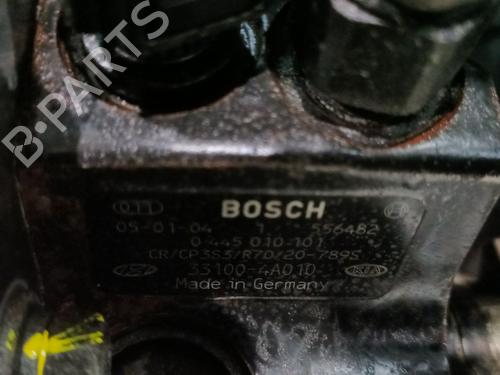 B-PARTS
BOSCH
05-01-04 1 556482
0 445 010 101
CR/CP3S3/R70/20-789S
33100-4A010
KIA
Made in Germany